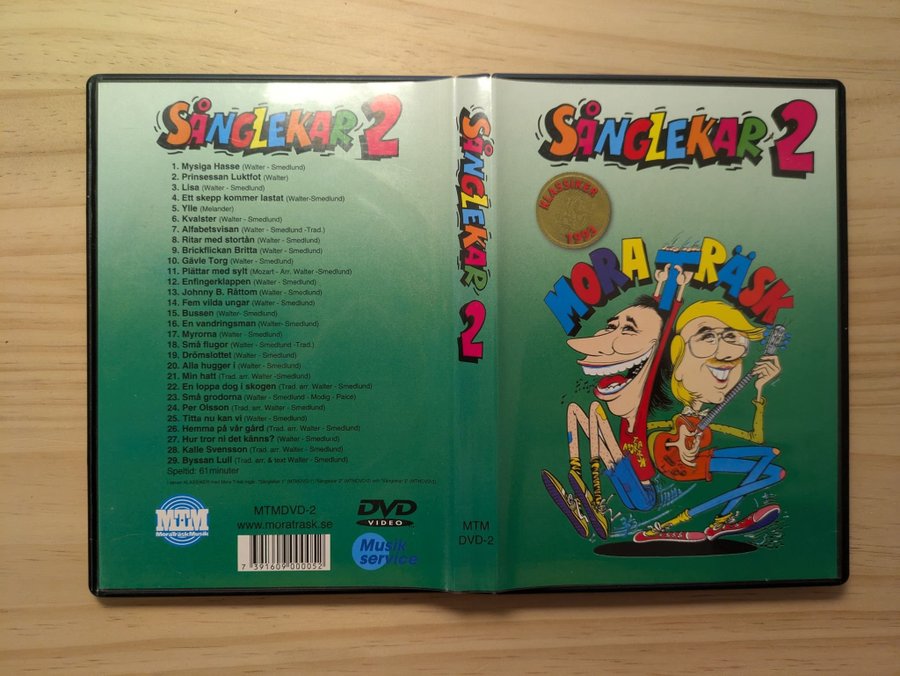 SÅNGLEKAR 2
1. Mysiga Hasse (Walter - Smedlund)
2. Prinsessan Luktfot (Walter)
3. Lisa (Walter - Smedlund)
4. Ett skepp kommer lastat (Walter-Smedlund)
5. Ylle (Melander)
6. Kvalster (Walter - Smedlund)
7. Alfabetsvisan (Walter - Smedlund -Trad.)
8. Ritar med stortån (Walter - Smedlund)
9. Brickflickan Britta (Walter - Smedlund)
10. Gävle Torg (Walter - Smedlund)
11. Plättar med sylt (Mozart - Arr. Walter -Smedlund)
12. Enfingerklappen (Walter - Smedlund)
13. Johnny B. Råttom (Walter - Smedlund)
14. Fem vilda ungar (Walter - Smedlund)
15. Bussen (Walter- Smedlund)
16. En vandringsman (Walter- Smedlund)
17. Myrorna (Walter - Smedlund)
18. Små flugor (Walter - Smedlund -Trad.)
19. Drömslottet (Walter - Smedlund)
20. Alla hugger i (Walter - Smedlund)
21. Min hatt (Trad. arr. Walter -Smedlund)
22. En loppa dog i skogen (Trad. arr. Walter - Smedlund)
23. Små grodorna (Walter - Smedlund - Modig - Paice)
24. Per Olsson (Trad. arr. Walter - Smedlund)
25. Titta nu kan vi (Walter - Smedlund)
26. Hemma på vår gård (Trad. arr. Walter - Smedlund)
27. Hur tror ni det känns? (Walter - Smedlund)
28. Kalle Svensson (Trad. arr. Walter - Smedlund)
29. Byssan Lull (Trad. arr. & text Walter - Smedlund)
Speltid: 61minuter
MTM
MoraTräskMusik
MTMDVD-2
www.moratrask.se
7 391609 000052
DVD
VIDEO
Musik
service
SÅNGLEKAR 2
MTM
DVD-2
SÅNGLEKAR 2
KLASSIKER
MORA TRÄSK